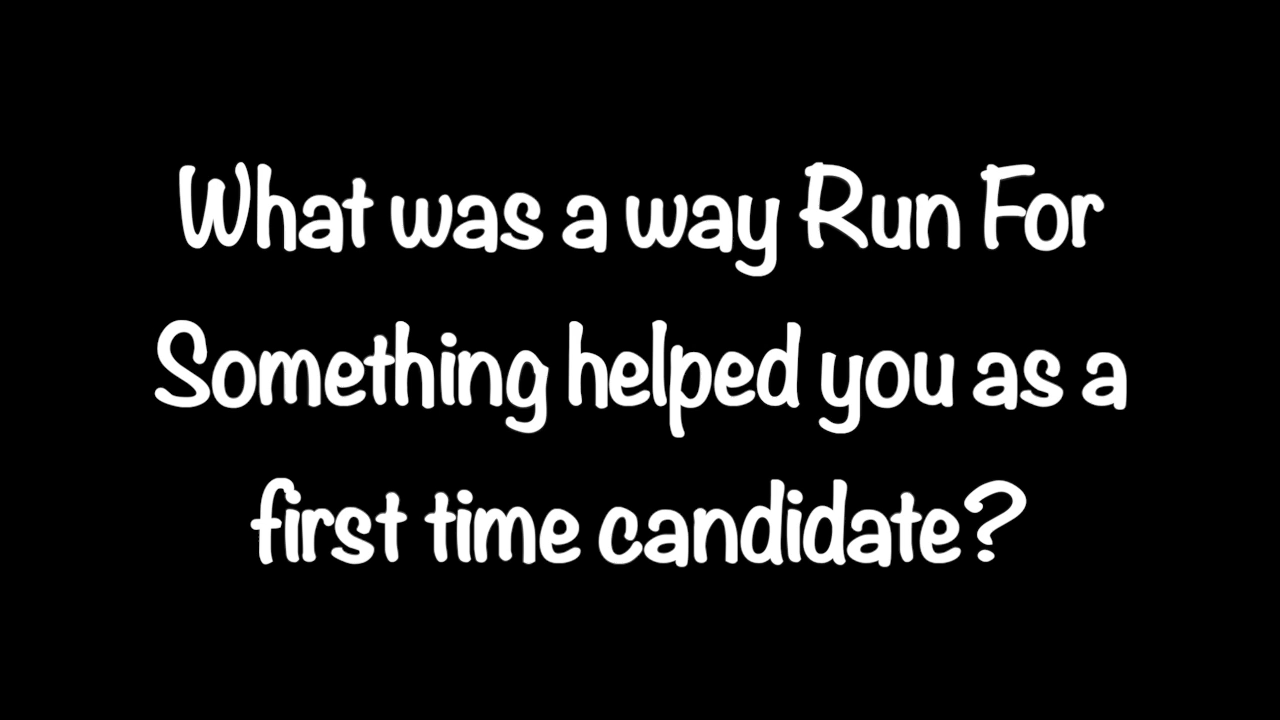 What was a way Run For
Something helped you as a
first time candidate?